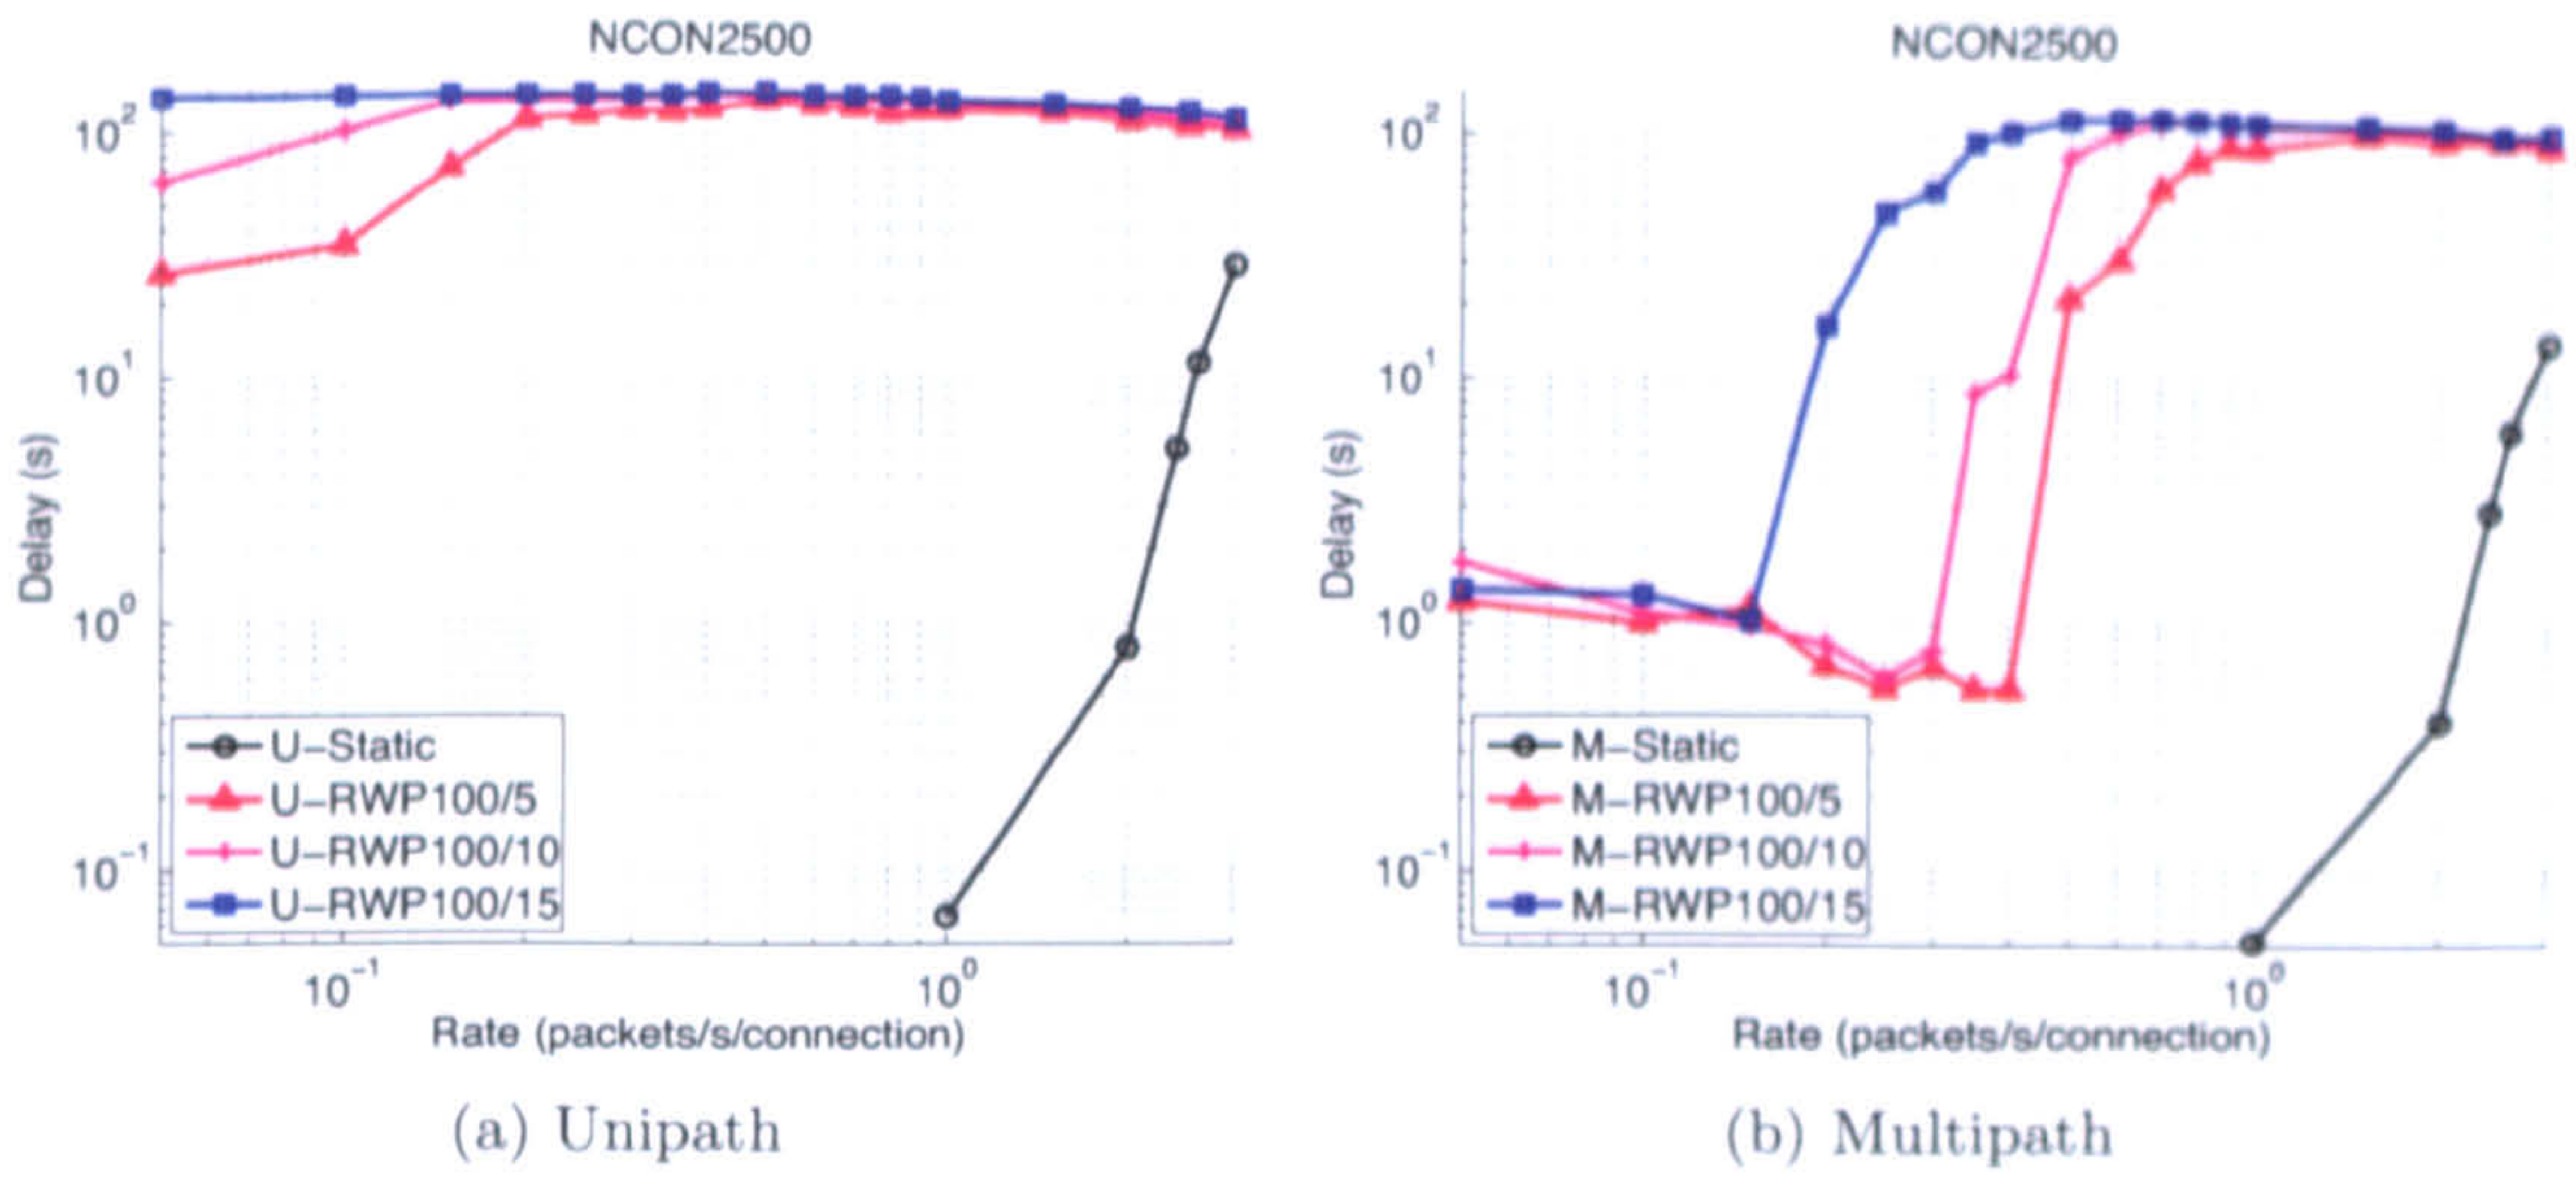 NCON2500
10²
10¹
10⁰
10⁻¹
Delay (s)
U–Static
U–RWP100/5
U–RWP100/10
U–RWP100/15
10⁻¹
10⁰
Rate (packets/s/connection)
(a) Unipath
NCON2500
10²
10¹
10⁰
10⁻¹
Delay (s)
M–Static
M–RWP100/5
M–RWP100/10
M–RWP100/15
10⁻¹
10⁰
Rate (packets/s/connection)
(b) Multipath